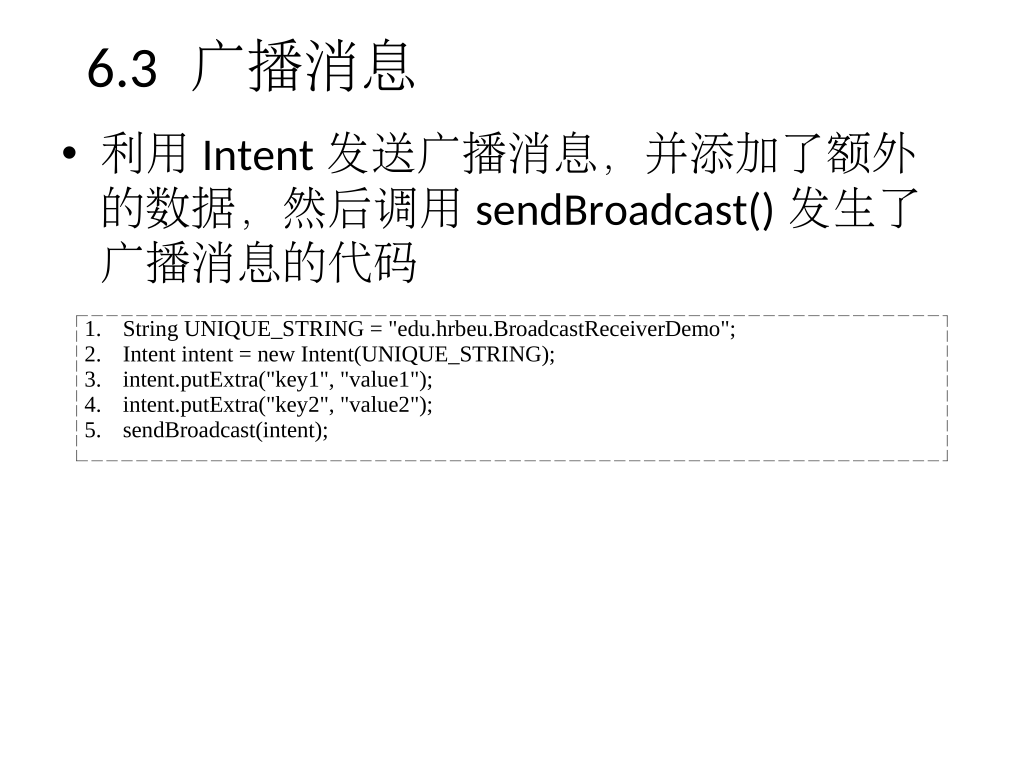 6.3 广播消息
• 利用 Intent 发送广播消息，并添加了额外
的数据，然后调用 sendBroadcast() 发生了
广播消息的代码
1. String UNIQUE_STRING = "edu.hrbeu.BroadcastReceiverDemo";
2. Intent intent = new Intent(UNIQUE_STRING);
3. intent.putExtra("key1", "value1");
4. intent.putExtra("key2", "value2");
5. sendBroadcast(intent);